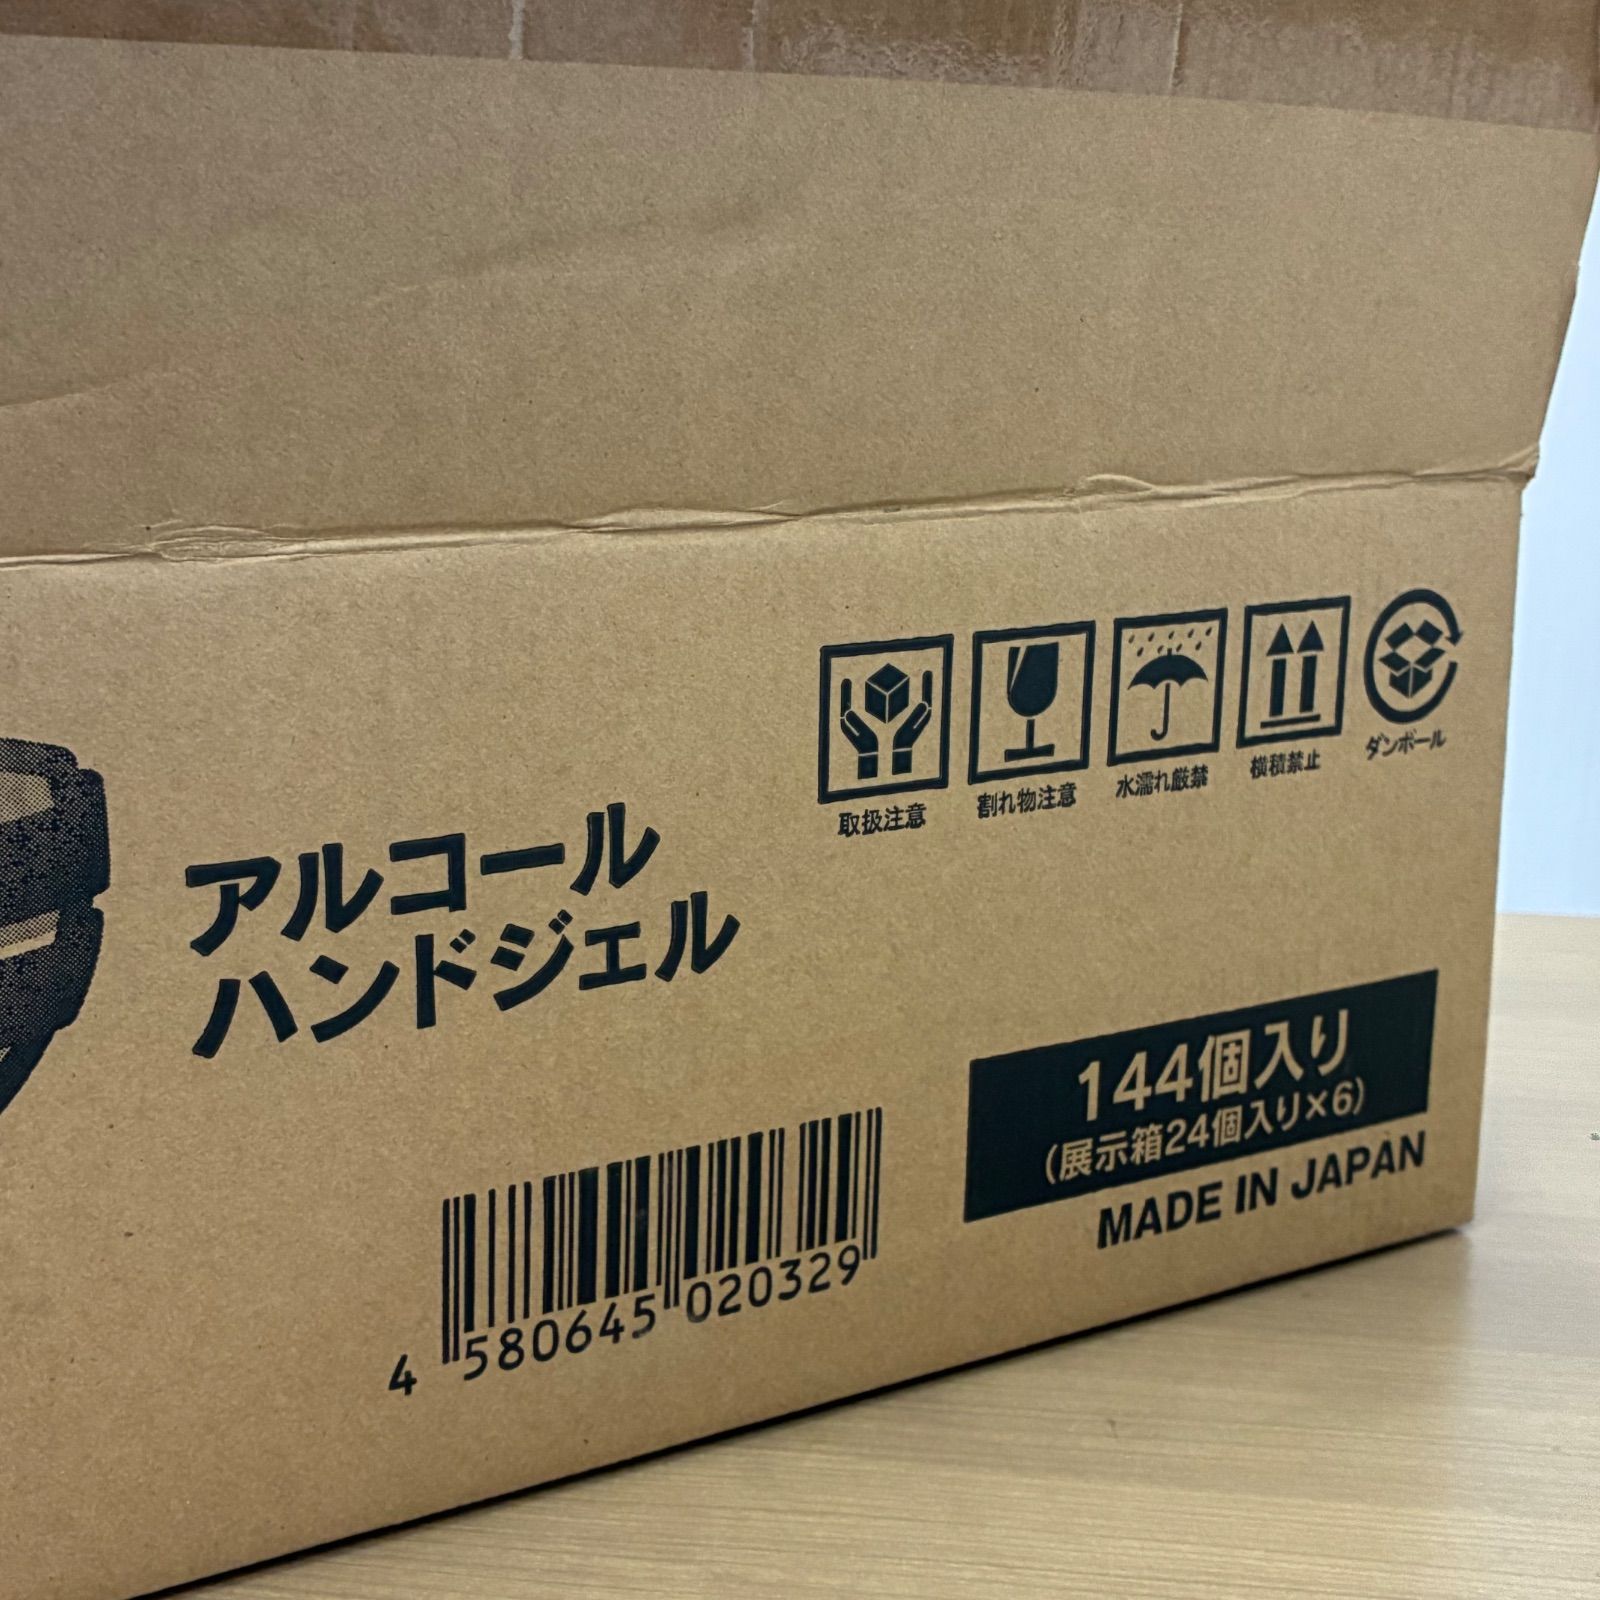 取扱注意
割れ物注意
水濡れ厳禁
横積禁止
ダンボール
アルコール
ハンドジェル
144個入り
(展示箱24個入り×6)
MADE IN JAPAN
4 580645 020329